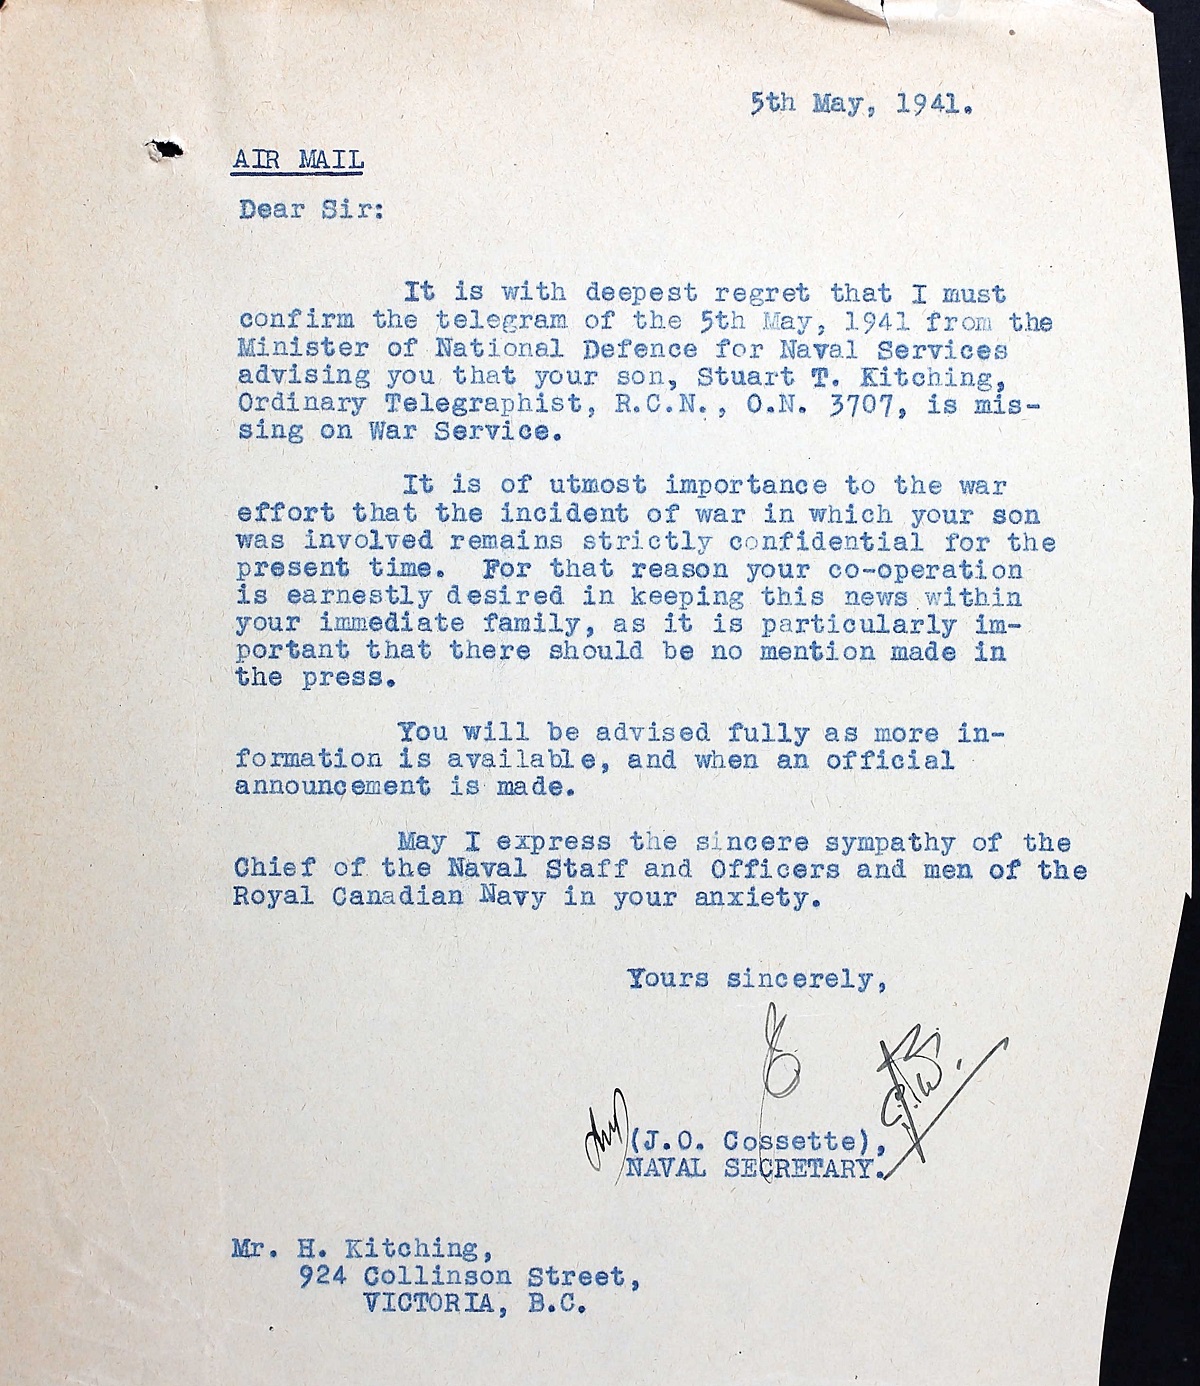 5th May, 1941.
AIR MAIL
Dear Sir:
It is with deepest regret that I must
confirm the telegram of the 5th May, 1941 from the
Minister of National Defence for Naval Services
advising you that your son, Stuart T. Kitching,
Ordinary Telegraphist, R.C.N., O.N. 3707, is mis-
sing on War Service.
It is of utmost importance to the war
effort that the incident of war in which your son
was involved remains strictly confidential for the
present time. For that reason your co-operation
is earnestly desired in keeping this news within
your immediate family, as it is particularly im-
portant that there should be no mention made in
the press.
You will be advised fully as more in-
formation is available, and when an official
announcement is made.
May I express the sincere sympathy of the
Chief of the Naval Staff and Officers and men of the
Royal Canadian Navy in your anxiety.
Yours sincerely,
(J.O. Cossette),
NAVAL SECRETARY.
Mr. H. Kitching,
924 Collinson Street,
VICTORIA, B.C.